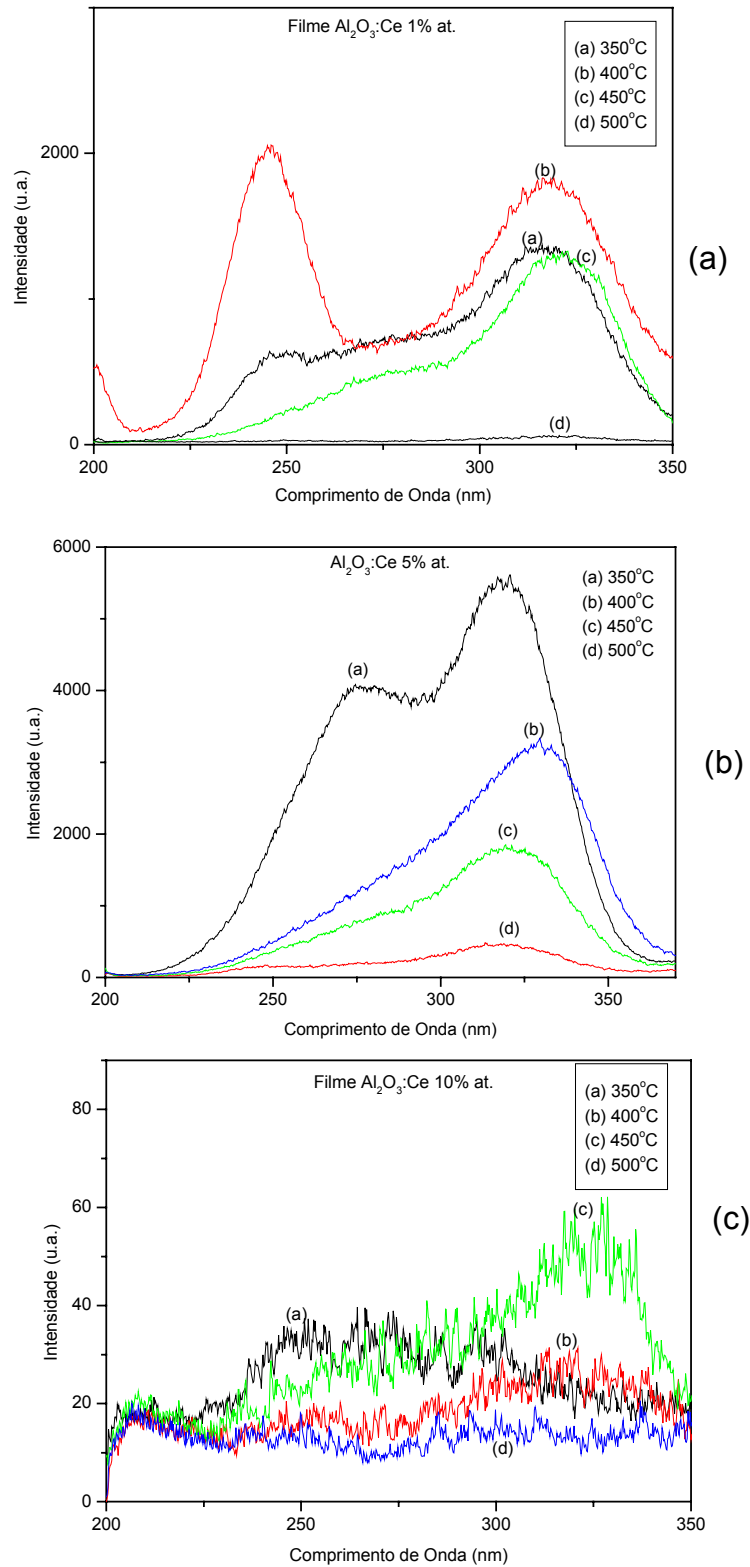 Filme Al₂O₃:Ce 1% at.
(a) 350°C
(b) 400°C
(c) 450°C
(d) 500°C
2000
0
Intensidade (u.a.)
(b)
(a)
(c)
(d)
200
250
300
350
Comprimento de Onda (nm)
(a)
Al₂O₃:Ce 5% at.
(a) 350°C
(b) 400°C
(c) 450°C
(d) 500°C
6000
4000
2000
0
Intensidade (u.a.)
(a)
(b)
(c)
(d)
200
250
300
350
Comprimento de Onda (nm)
(b)
Filme Al₂O₃:Ce 10% at.
(a) 350°C
(b) 400°C
(c) 450°C
(d) 500°C
80
60
40
20
0
Intensidade (u.a.)
(c)
(a)
(b)
(d)
200
250
300
350
Comprimento de Onda (nm)
(c)